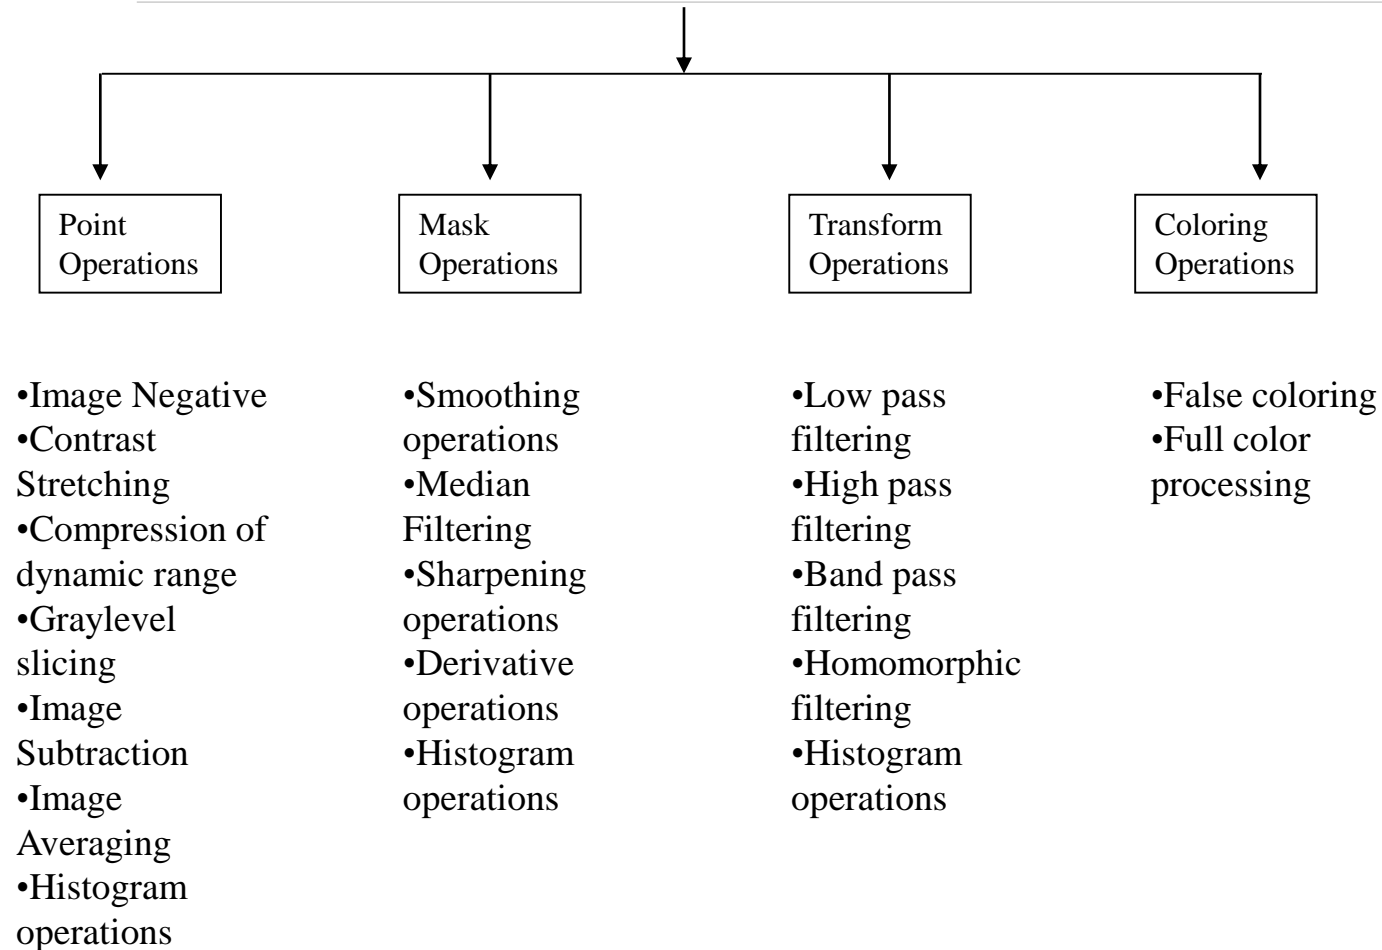 Point
Operations
Mask
Operations
Transform
Operations
Coloring
Operations
•Image Negative
•Contrast
Stretching
•Compression of
dynamic range
•Graylevel
slicing
•Image
Subtraction
•Image
Averaging
•Histogram
operations
•Smoothing
operations
•Median
Filtering
•Sharpening
operations
•Derivative
operations
•Histogram
operations
•Low pass
filtering
•High pass
filtering
•Band pass
filtering
•Homomorphic
filtering
•Histogram
operations
•False coloring
•Full color
processing